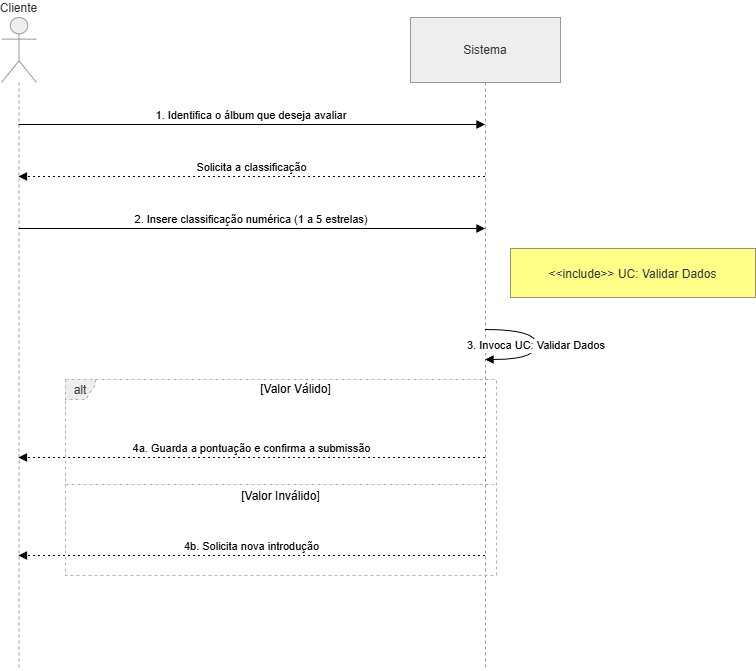 Cliente
Sistema
1. Identifica o álbum que deseja avaliar
Solicita a classificação
2. Insere classificação numérica (1 a 5 estrelas)
<<include>> UC: Validar Dados
3. Invoca UC: Validar Dados
alt
[Valor Válido]
4a. Guarda a pontuação e confirma a submissão
[Valor Inválido]
4b. Solicita nova introdução